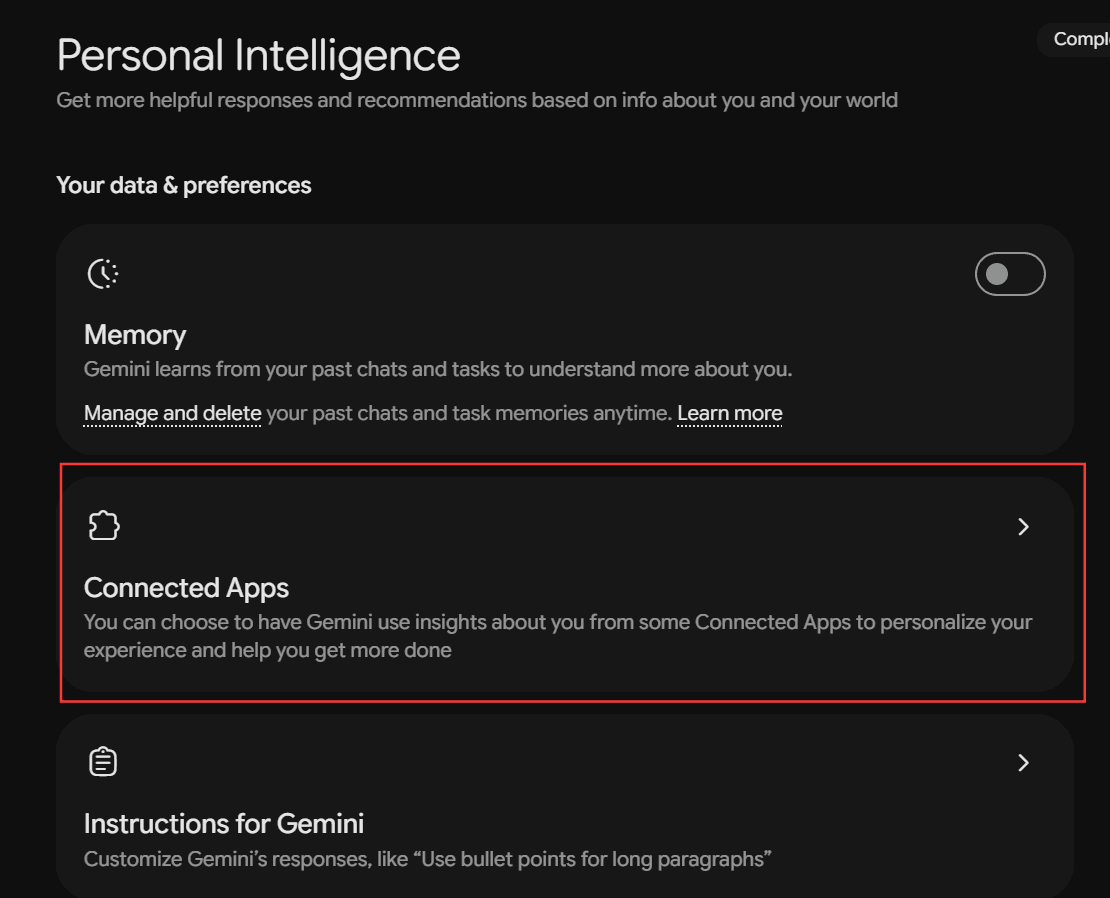 Personal Intelligence
Get more helpful responses and recommendations based on info about you and your world
Your data & preferences
Memory
Gemini learns from your past chats and tasks to understand more about you.
Manage and delete your past chats and task memories anytime. Learn more
Connected Apps
You can choose to have Gemini use insights about you from some Connected Apps to personalize your
experience and help you get more done
Instructions for Gemini
Customize Gemini’s responses, like “Use bullet points for long paragraphs”